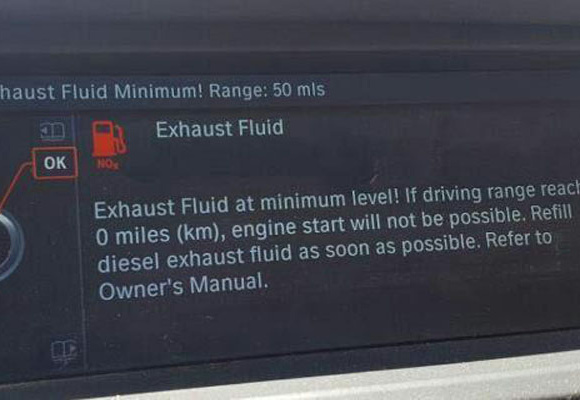 haust Fluid Minimum! Range: 50 mls
Exhaust Fluid
NOx
OK
Exhaust Fluid at minimum level! If driving range reach
0 miles (km), engine start will not be possible. Refill
diesel exhaust fluid as soon as possible. Refer to
Owner's Manual.